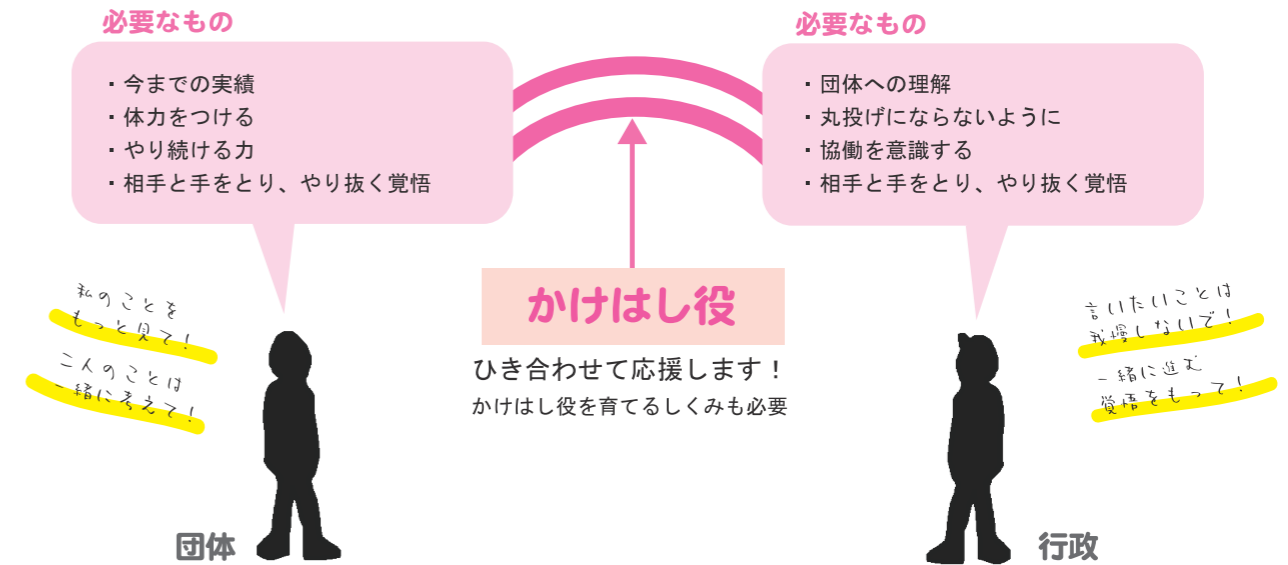 必要なもの
・今までの実績
・体力をつける
・やり続ける力
・相手と手をとり、やり抜く覚悟
必要なもの
・団体への理解
・丸投げにならないように
・協働を意識する
・相手と手をとり、やり抜く覚悟
かけはし役
ひき合わせて応援します！
かけはし役を育てるしくみも必要
私のことを
もっと見て！
二人のことは
一緒に考えて！
団体
言いたいことは
我慢しないで！
一緒に進む
覚悟をもって！
行政